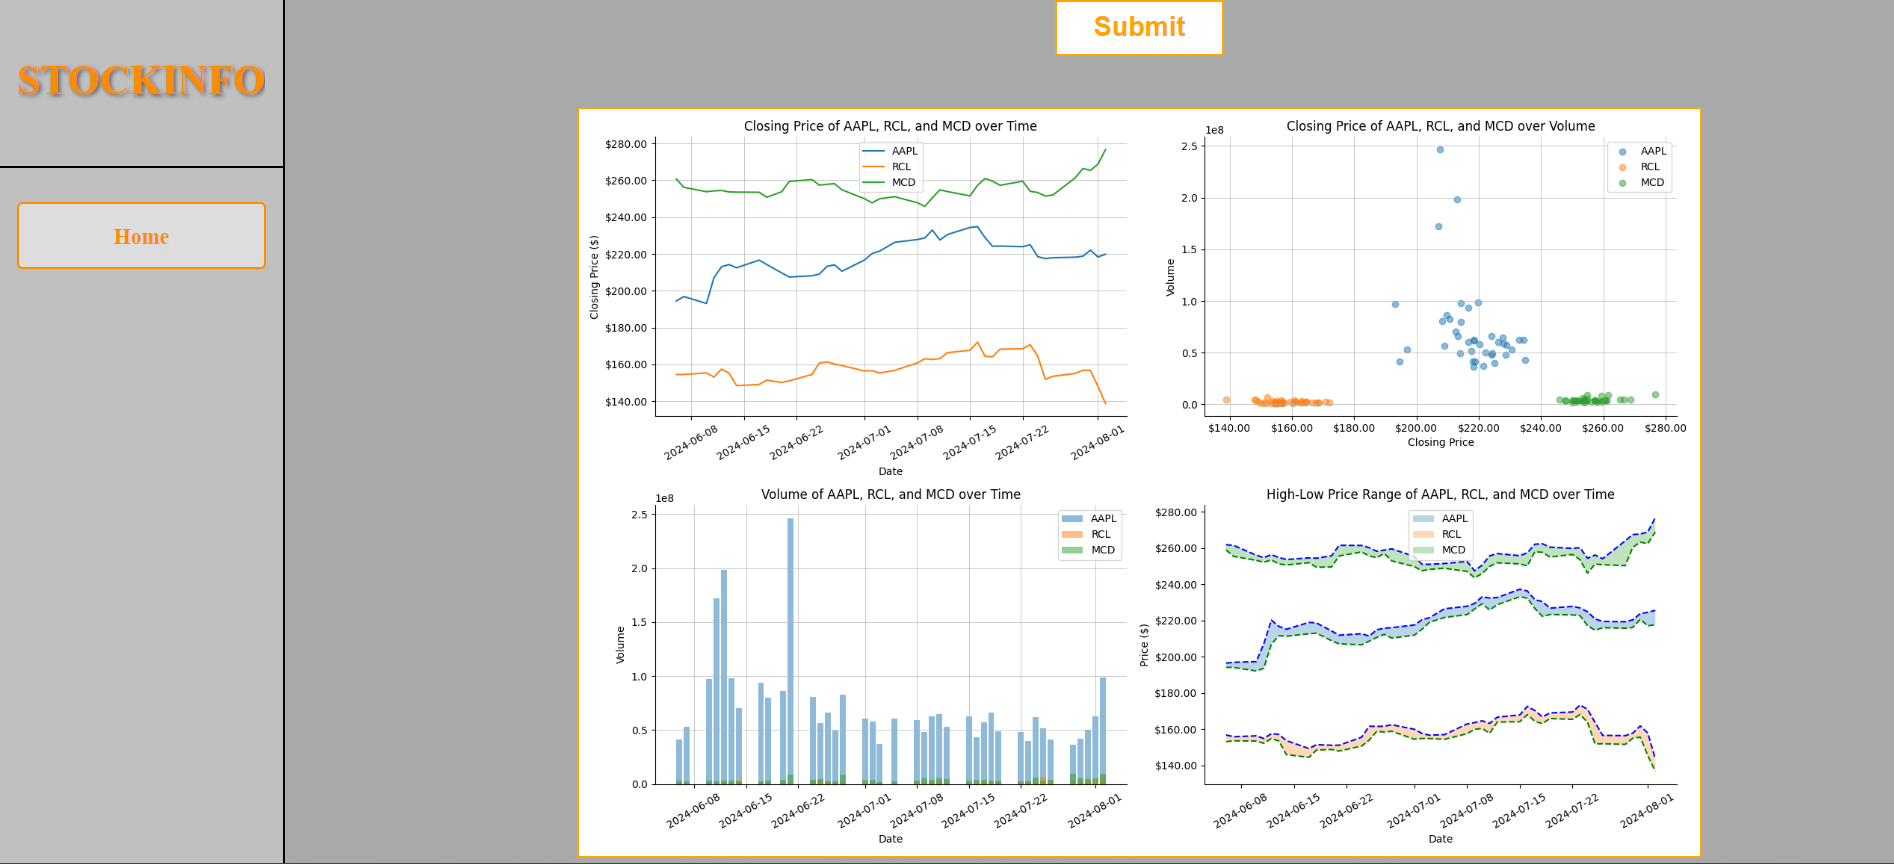 STOCKINFO
Home
Submit
Closing Price of AAPL, RCL, and MCD over Time
AAPL
RCL
MCD
Closing Price ($)
$280.00
$260.00
$240.00
$220.00
$200.00
$180.00
$160.00
$140.00
2024-06-08
2024-06-15
2024-06-22
2024-07-01
2024-07-08
2024-07-15
2024-07-22
2024-08-01
Date
Closing Price of AAPL, RCL, and MCD over Volume
1e8
AAPL
RCL
MCD
Volume
2.5
2.0
1.5
1.0
0.5
0.0
$140.00
$160.00
$180.00
$200.00
$220.00
$240.00
$260.00
$280.00
Closing Price
Volume of AAPL, RCL, and MCD over Time
1e8
AAPL
RCL
MCD
Volume
2.5
2.0
1.5
1.0
0.5
0.0
2024-06-08
2024-06-15
2024-06-22
2024-07-01
2024-07-08
2024-07-15
2024-07-22
2024-08-01
Date
High-Low Price Range of AAPL, RCL, and MCD over Time
AAPL
RCL
MCD
Price ($)
$280.00
$260.00
$240.00
$220.00
$200.00
$180.00
$160.00
$140.00
2024-06-08
2024-06-15
2024-06-22
2024-07-01
2024-07-08
2024-07-15
2024-07-22
2024-08-01
Date